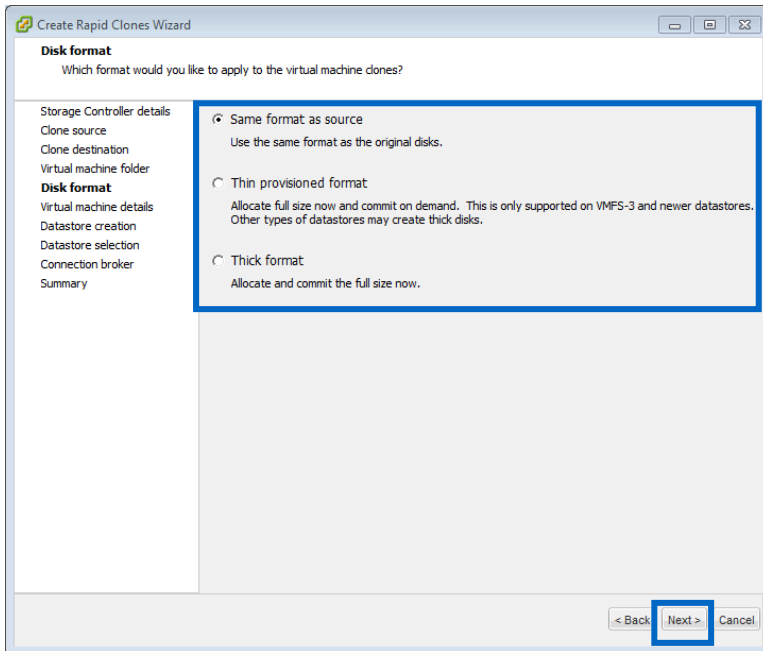 Create Rapid Clones Wizard
Disk format
Which format would you like to apply to the virtual machine clones?
Storage Controller details
Clone source
Clone destination
Virtual machine folder
Disk format
Virtual machine details
Datastore creation
Datastore selection
Connection broker
Summary
Same format as source
Use the same format as the original disks.
Thin provisioned format
Allocate full size now and commit on demand. This is only supported on VMFS-3 and newer datastores.
Other types of datastores may create thick disks.
Thick format
Allocate and commit the full size now.
< Back Next > Cancel